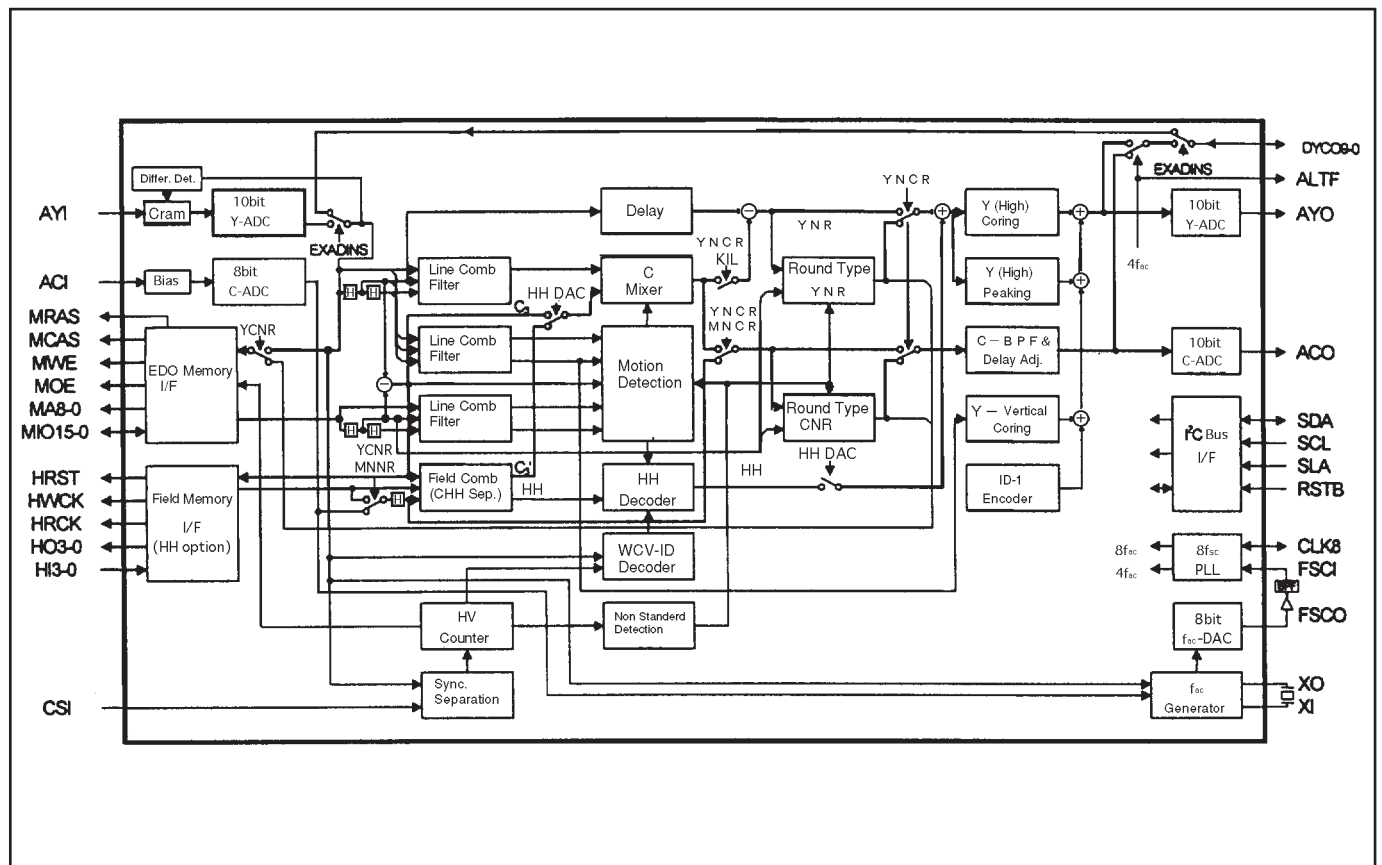 Differ. Det.
Cram
10bit
Y-ADC
EXADINS
AYI
Bias
8bit
C-ADC
ACI
MRAS
MCAS
MWE
MOE
MA8-0
MIO15-0
YCNR
EDO Memory
I/F
HRST
HWCK
HRCK
HO3-0
HI3-0
Field Memory
I/F
(HH option)
YCNR
MNNR
H
H
H
H
H
Line Comb
Filter
Line Comb
Filter
Line Comb
Filter
Field Comb
(CHH Sep.)
HH DAC
HH
Delay
C
Mixer
Motion
Detection
HH
Decoder
WCV-ID
Decoder
HV
Counter
Non Standerd
Detection
Sync.
Separation
CSI
YNCR
KIL
YNCR
MNCR
YNR
Round Type
YNR
Round Type
CNR
HH
HH DAC
YNCR
Y (High)
Coring
Y (High)
Peaking
C-BPF &
Delay Adj.
Y - Vertical
Coring
ID-1
Encoder
EXADINS
4fac
10bit
Y-ADC
10bit
C-ADC
I²C Bus
I/F
8fac
4fac
8fsc
PLL
8bit
fac-DAC
fac
Generator
DYCO9-0
ALTF
AYO
ACO
SDA
SCL
SLA
RSTB
CLK8
FSCI
FSCO
XO
XI